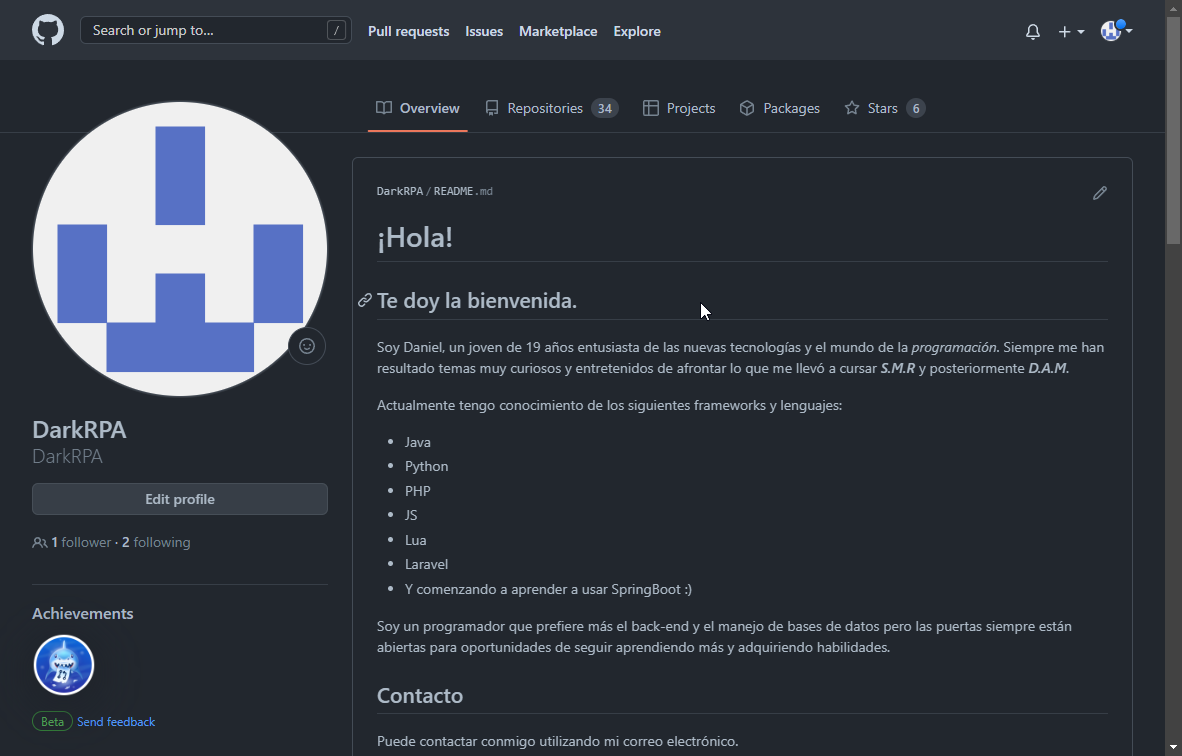 Search or jump to... /
Pull requests Issues Marketplace Explore
Overview Repositories 34 Projects Packages Stars 6
DarkRPA
DarkRPA
Edit profile
1 follower · 2 following
Achievements
Beta Send feedback
DarkRPA / README.md
¡Hola!
Te doy la bienvenida.
Soy Daniel, un joven de 19 años entusiasta de las nuevas tecnologías y el mundo de la programación. Siempre me han
resultado temas muy curiosos y entretenidos de afrontar lo que me llevó a cursar S.M.R y posteriormente D.A.M.
Actualmente tengo conocimiento de los siguientes frameworks y lenguajes:
• Java
• Python
• PHP
• JS
• Lua
• Laravel
• Y comenzando a aprender a usar SpringBoot :)
Soy un programador que prefiere más el back-end y el manejo de bases de datos pero las puertas siempre están
abiertas para oportunidades de seguir aprendiendo más y adquiriendo habilidades.
Contacto
Puede contactar conmigo utilizando mi correo electrónico.